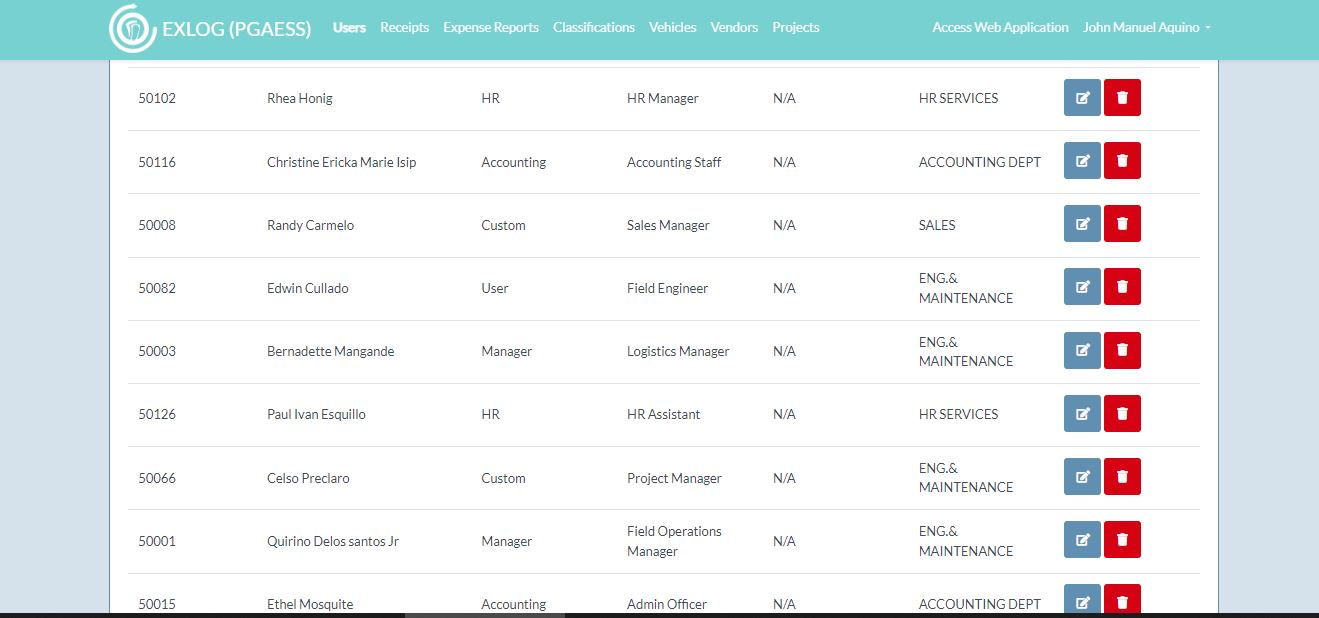 EXLOG (PGAESS) Users Receipts Expense Reports Classifications Vehicles Vendors Projects Access Web Application John Manuel Aquino
50102 Rhea Honig HR HR Manager N/A HR SERVICES
50116 Christine Ericka Marie Isip Accounting Accounting Staff N/A ACCOUNTING DEPT
50008 Randy Carmelo Custom Sales Manager N/A SALES
50082 Edwin Cullado User Field Engineer N/A ENG.&
MAINTENANCE
50003 Bernadette Mangande Manager Logistics Manager N/A ENG.&
MAINTENANCE
50126 Paul Ivan Esquillo HR HR Assistant N/A HR SERVICES
50066 Celso Preclaro Custom Project Manager N/A ENG.&
MAINTENANCE
50001 Quirino Delos santos Jr Manager Field Operations
Manager N/A ENG.&
MAINTENANCE
50015 Ethel Mosquite Accounting Admin Officer N/A ACCOUNTING DEPT